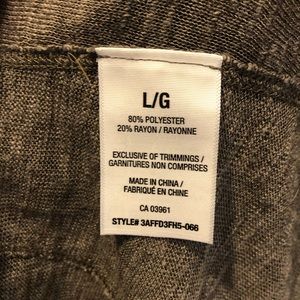 L/G
80% POLYESTER
20% RAYON / RAYONNE
EXCLUSIVE OF TRIMMINGS /
GARNITURES NON COMPRISES
MADE IN CHINA /
FABRIQUÉ EN CHINE
CA 03961
STYLE# 3AFFD3FH5-066